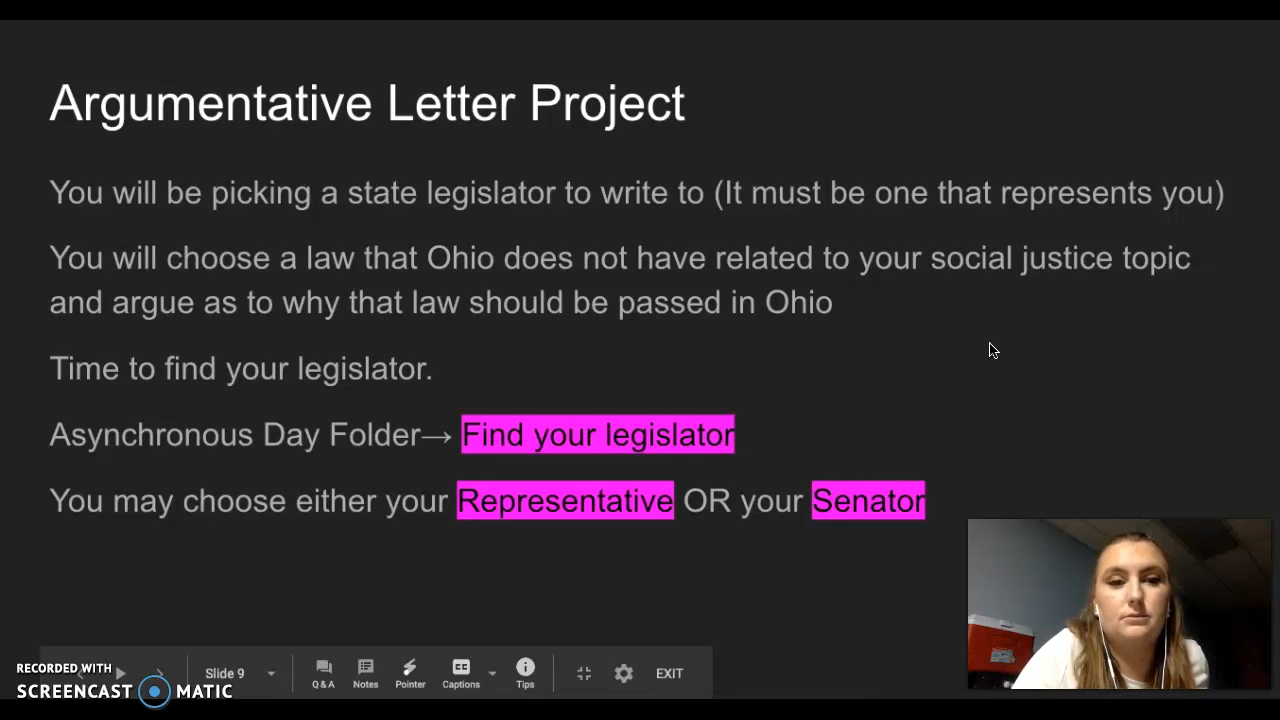 Argumentative Letter Project
You will be picking a state legislator to write to (It must be one that represents you)
You will choose a law that Ohio does not have related to your social justice topic
and argue as to why that law should be passed in Ohio
Time to find your legislator.
Asynchronous Day Folder→ Find your legislator
You may choose either your Representative OR your Senator
RECORDED WITH
SCREENCAST MATIC
Slide 9
Q & A
Notes
Pointer
Captions
Tips
EXIT